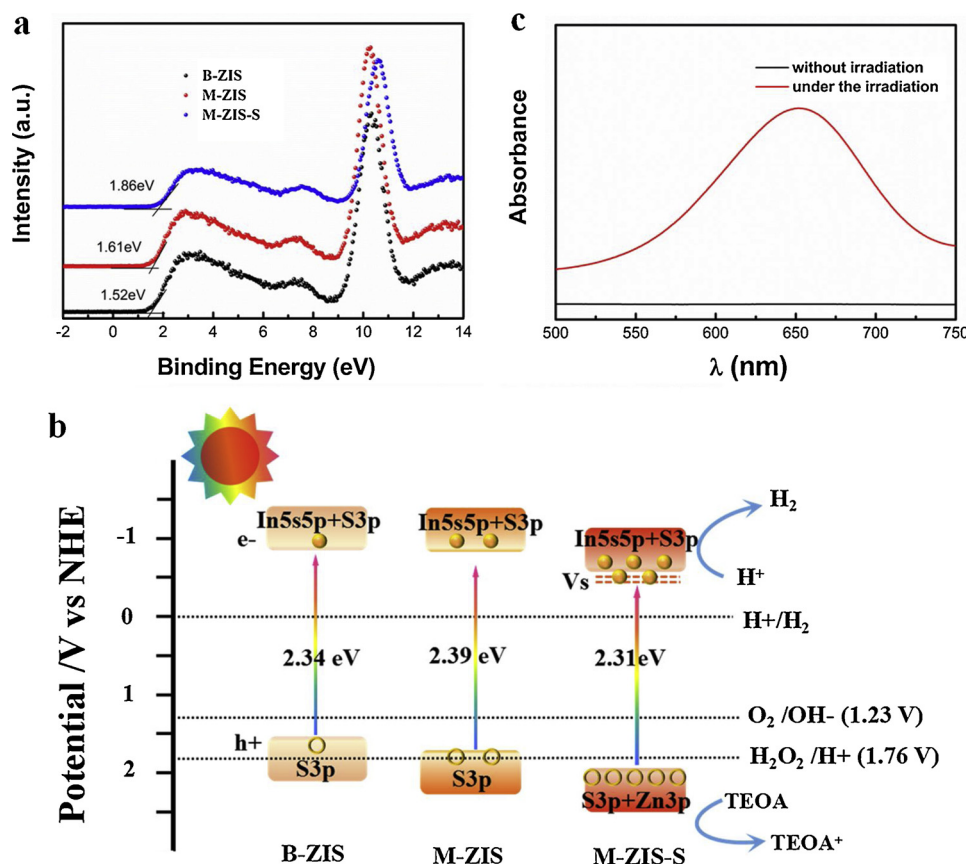 a
Intensity (a.u.)
B-ZIS
M-ZIS
M-ZIS-S
1.86eV
1.61eV
1.52eV
-2 0 2 4 6 8 10 12 14
Binding Energy (eV)
c
Absorbance
without irradiation
under the irradiation
500 550 600 650 700 750
λ (nm)
b
Potential /V vs NHE
-1
0
1
2
In5s5p+S3p
e-
2.34 eV
h+
S3p
B-ZIS
In5s5p+S3p
2.39 eV
S3p
M-ZIS
In5s5p+S3p
Vs
2.31eV
S3p+Zn3p
M-ZIS-S
H2
H+
H+/H2
O2 /OH- (1.23 V)
H2O2 /H+ (1.76 V)
TEOA
TEOA+